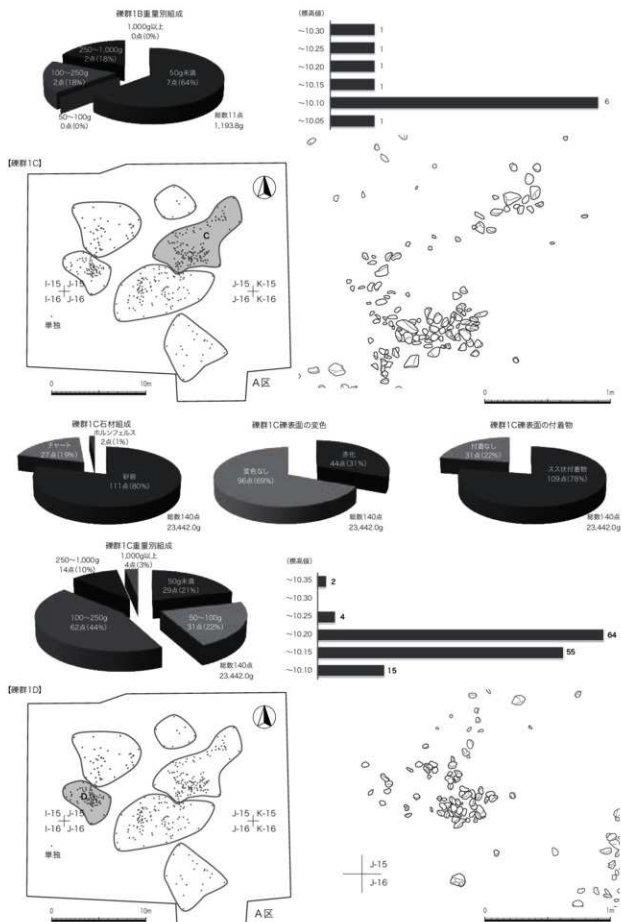 礫群1B重量別組成
1,000g以上
0点(0%)
250～1,000g
2点(18%)
100～250g
2点(18%)
50g未満
7点(64%)
50～100g
0点(0%)
総数11点
1,193.8g
(標高値)
～10.30 1
～10.25 1
～10.20 1
～10.15 1
～10.10 6
～10.05 1
【礫群1C】
C
I-15 J-15
I-16 J-16
J-15 K-15
J-16 K-16
単独
A区
0 10m
0 1m
礫群1C石材組成
ホルンフェルス
2点(1%)
チャート
27点(19%)
砂岩
111点(80%)
総数140点
23,442.0g
礫群1C礫表面の変色
赤化
44点(31%)
変色なし
96点(69%)
総数140点
23,442.0g
礫群1C礫表面の付着物
付着なし
31点(22%)
スス状付着物
109点(78%)
総数140点
23,442.0g
礫群1C重量別組成
1,000g以上
4点(3%)
250～1,000g
14点(10%)
50g未満
29点(21%)
100～250g
62点(44%)
50～100g
31点(22%)
総数140点
23,442.0g
(標高値)
～10.35 2
～10.30
～10.25 4
～10.20 64
～10.15 55
～10.10 15
【礫群1D】
D
I-15 J-15
I-16 J-16
J-15 K-15
J-16 K-16
単独
A区
0 10m
J-15
J-16
0 1m